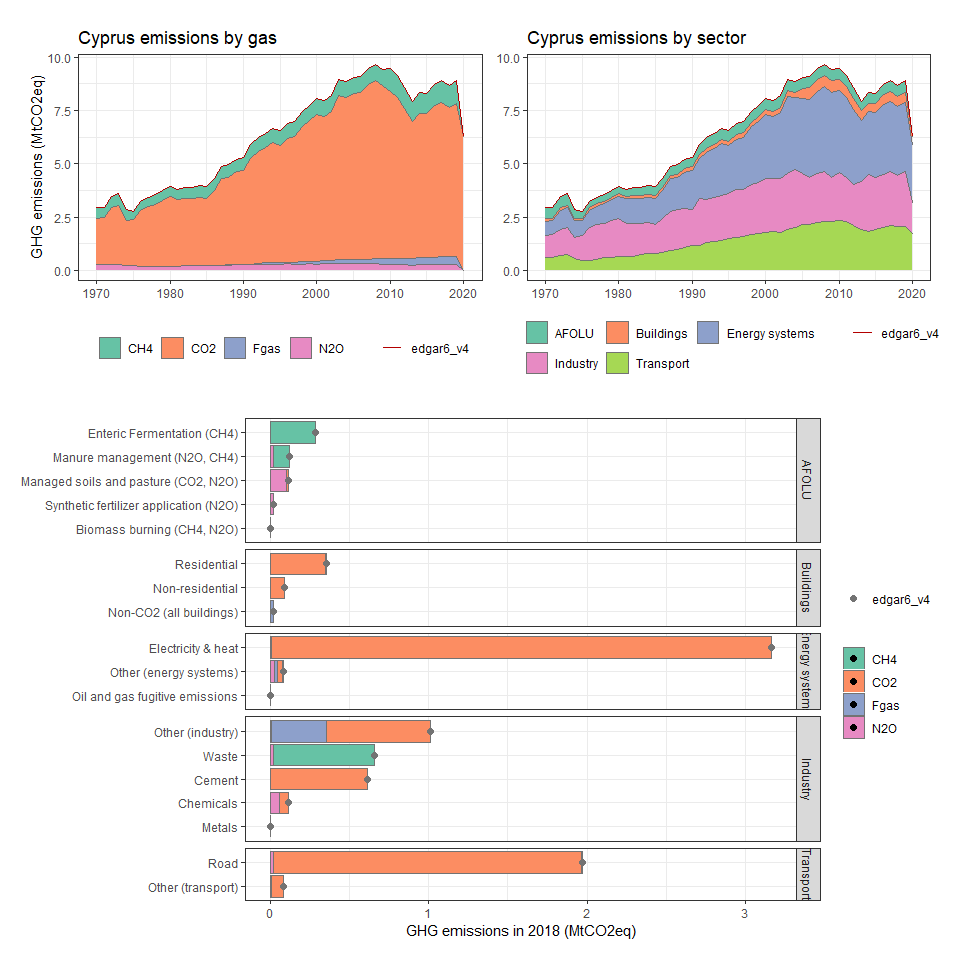 Cyprus emissions by gas
GHG emissions (MtCO2eq)
10.0
7.5
5.0
2.5
0.0
1970
1980
1990
2000
2010
2020
CH4
CO2
Fgas
N2O
edgar6_v4
Cyprus emissions by sector
10.0
7.5
5.0
2.5
0.0
1970
1980
1990
2000
2010
2020
AFOLU
Buildings
Energy systems
Industry
Transport
edgar6_v4
Enteric Fermentation (CH4)
Manure management (N2O, CH4)
Managed soils and pasture (CO2, N2O)
Synthetic fertilizer application (N2O)
Biomass burning (CH4, N2O)
AFOLU
Residential
Non-residential
Non-CO2 (all buildings)
Buildings
Electricity & heat
Other (energy systems)
Oil and gas fugitive emissions
Energy system
Other (industry)
Waste
Cement
Chemicals
Metals
Industry
Road
Other (transport)
Transport
0
1
2
3
GHG emissions in 2018 (MtCO2eq)
edgar6_v4
CH4
CO2
Fgas
N2O